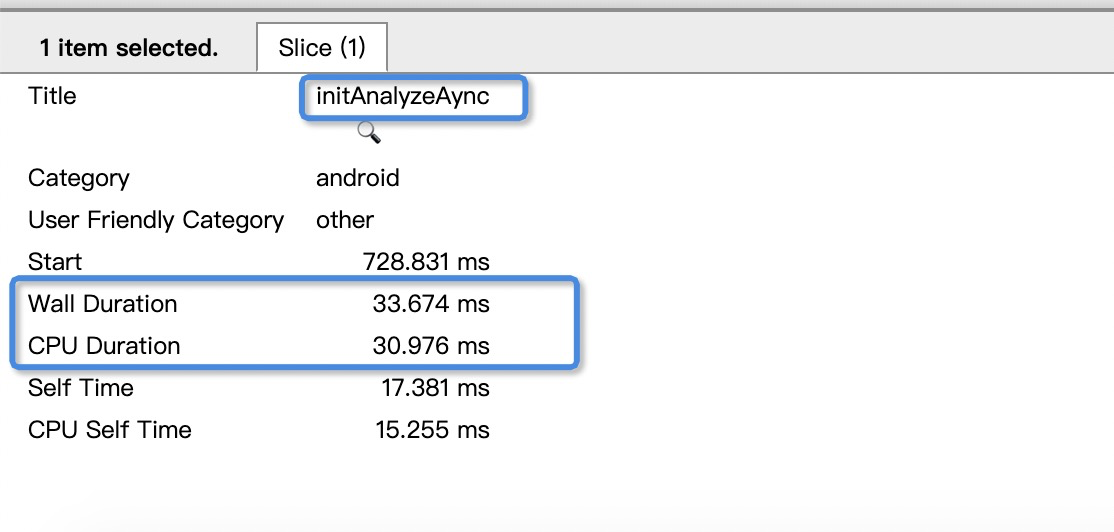 1 item selected. Slice (1)
Title initAnalyzeAync
Category android
User Friendly Category other
Start 728.831 ms
Wall Duration 33.674 ms
CPU Duration 30.976 ms
Self Time 17.381 ms
CPU Self Time 15.255 ms